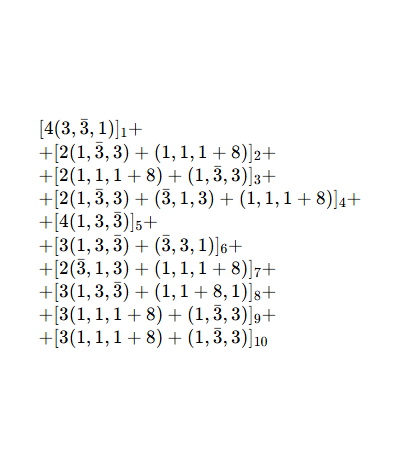 [4(3, 3̄, 1)]₁+
+[2(1, 3̄, 3) + (1, 1, 1 + 8)]₂+
+[2(1, 1, 1 + 8) + (1, 3̄, 3)]₃+
+[2(1, 3̄, 3) + (3̄, 1, 3) + (1, 1, 1 + 8)]₄+
+[4(1, 3, 3̄)]₅+
+[3(1, 3, 3̄) + (3̄, 3, 1)]₆+
+[2(3̄, 1, 3) + (1, 1, 1 + 8)]₇+
+[3(1, 3, 3̄) + (1, 1 + 8, 1)]₈+
+[3(1, 1, 1 + 8) + (1, 3̄, 3)]₉+
+[3(1, 1, 1 + 8) + (1, 3̄, 3)]₁₀